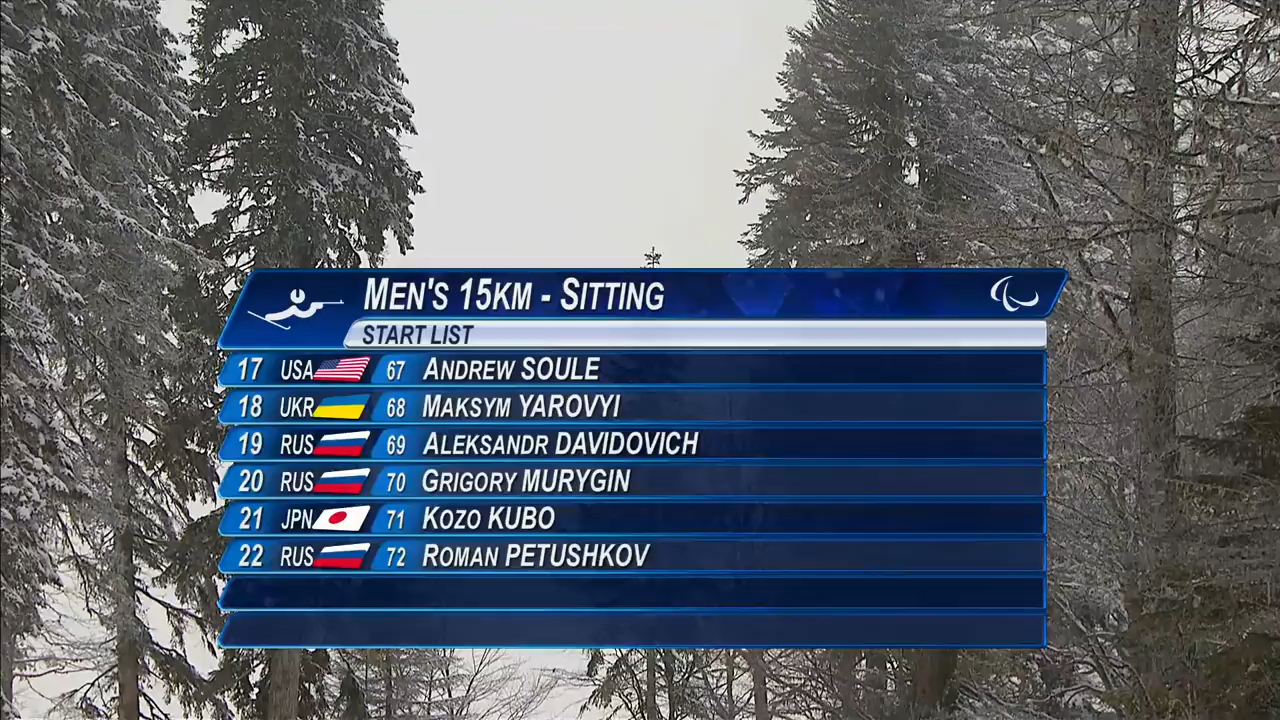 MEN'S 15KM - SITTING
START LIST
17 USA 67 ANDREW SOULE
18 UKR 68 MAKSYM YAROVYI
19 RUS 69 ALEKSANDR DAVIDOVICH
20 RUS 70 GRIGORY MURYGIN
21 JPN 71 KOZO KUBO
22 RUS 72 ROMAN PETUSHKOV